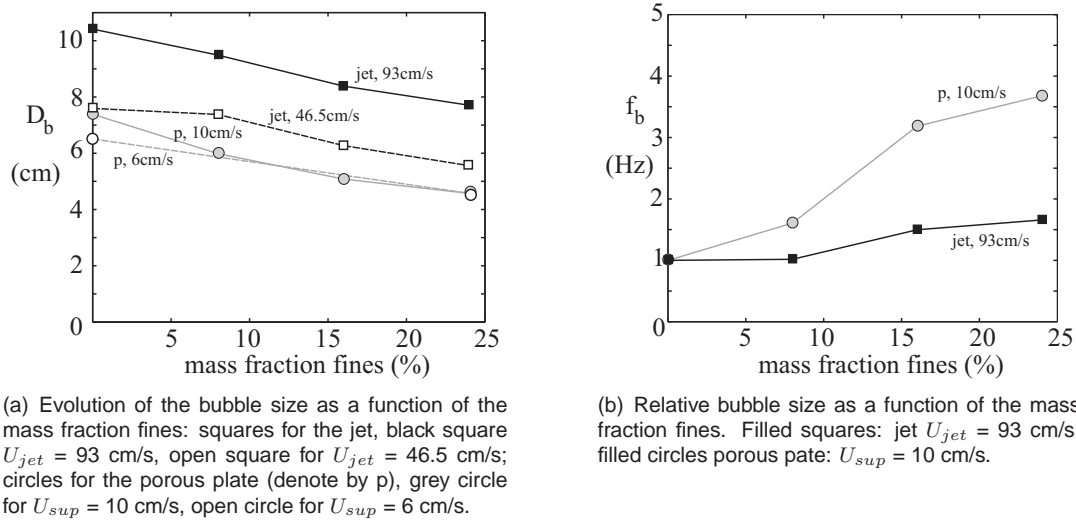 10
8
6
4
2
0
D_b
(cm)
jet, 93cm/s
jet, 46.5cm/s
p, 10cm/s
p, 6cm/s
5
10
15
20
25
mass fraction fines (%)
(a) Evolution of the bubble size as a function of the
mass fraction fines: squares for the jet, black square
U_jet = 93 cm/s, open square for U_jet = 46.5 cm/s;
circles for the porous plate (denote by p), grey circle
for U_sup = 10 cm/s, open circle for U_sup = 6 cm/s.
5
4
3
2
1
0
f_b
(Hz)
p, 10cm/s
jet, 93cm/s
5
10
15
20
25
mass fraction fines (%)
(b) Relative bubble size as a function of the mass
fraction fines. Filled squares: jet U_jet = 93 cm/s
filled circles porous pate: U_sup = 10 cm/s.